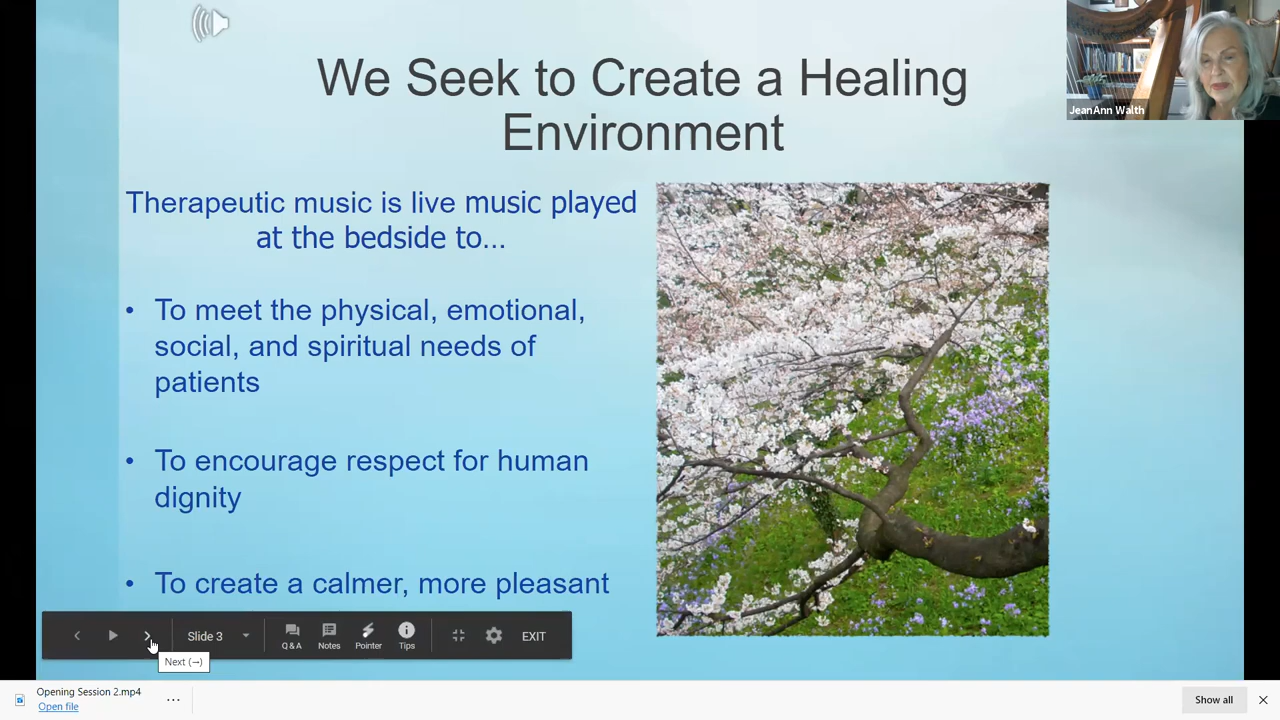 We Seek to Create a Healing
Environment
JeanAnn Walth
Therapeutic music is live music played
at the bedside to...
• To meet the physical, emotional,
social, and spiritual needs of
patients
• To encourage respect for human
dignity
• To create a calmer, more pleasant
Slide 3
Q & A
Notes
Pointer
Tips
EXIT
Next (→)
Opening Session 2.mp4
Open file
...
Show all